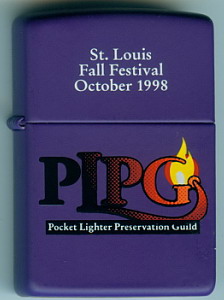 St. Louis
Fall Festival
October 1998
PLPG
Pocket Lighter Preservation Guild